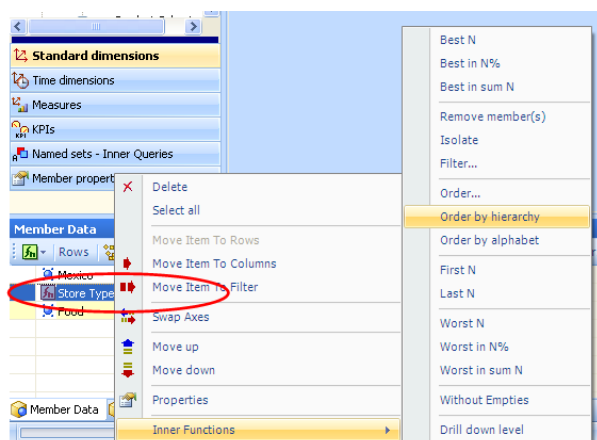 Standard dimensions
Time dimensions
Measures
KPIs
Named sets - Inner Queries
Member propert
Member Data
Rows
Mexico
Store Type
Food
Member Data
Delete
Select all
Move Item To Rows
Move Item To Columns
Move Item To Filter
Swap Axes
Move up
Move down
Properties
Inner Functions
Best N
Best in N%
Best in sum N
Remove member(s)
Isolate
Filter...
Order...
Order by hierarchy
Order by alphabet
First N
Last N
Worst N
Worst in N%
Worst in sum N
Without Empties
Drill down level